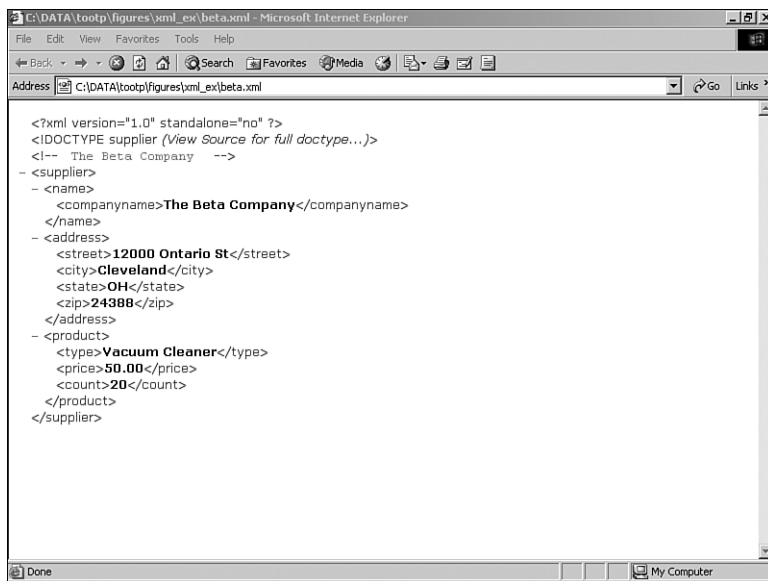 C:\DATA\tootp\figures\xml_ex\beta.xml - Microsoft Internet Explorer
File Edit View Favorites Tools Help
Back Search Favorites Media
Address C:\DATA\tootp\figures\xml_ex\beta.xml Go Links
<?xml version="1.0" standalone="no" ?>
<!DOCTYPE supplier (View Source for full doctype...)>
<!-- The Beta Company -->
– <supplier>
– <name>
<companyname>The Beta Company</companyname>
</name>
– <address>
<street>12000 Ontario St</street>
<city>Cleveland</city>
<state>OH</state>
<zip>24388</zip>
</address>
– <product>
<type>Vacuum Cleaner</type>
<price>50.00</price>
<count>20</count>
</product>
</supplier>
Done My Computer